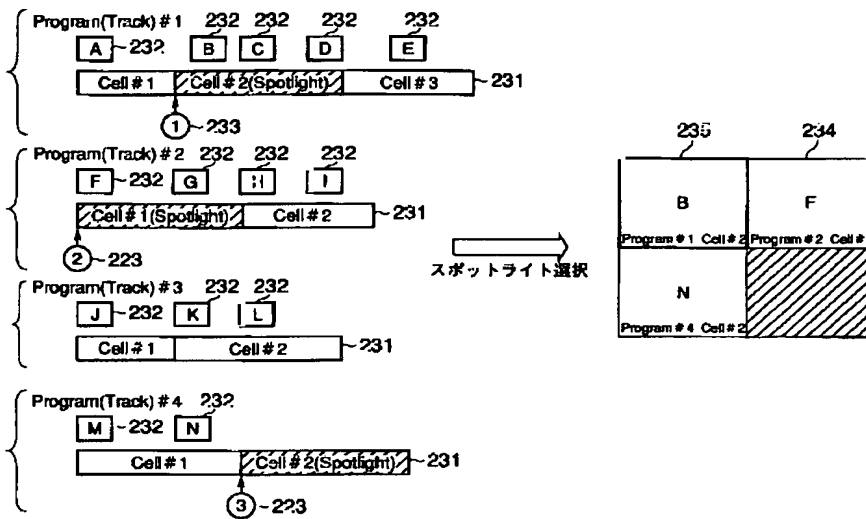 Program(Track)#1 232 232 232 232
A 232 B C D E
Cell#1 Cell#2(Spotlight) Cell#3 231
1 233
Program(Track)#2 232 232 232
F 232 G H I
Cell#1(Spotlight) Cell#2 231
2 223
Program(Track)#3 232 232
J 232 K L
Cell#1 Cell#2 231
Program(Track)#4 232
M 232 N
Cell#1 Cell#2(Spotlight) 231
3 223
スポットライト選択
235 234
B F
Program#1 Cell#2 Program#2 Cell#
N
Program#4 Cell#2